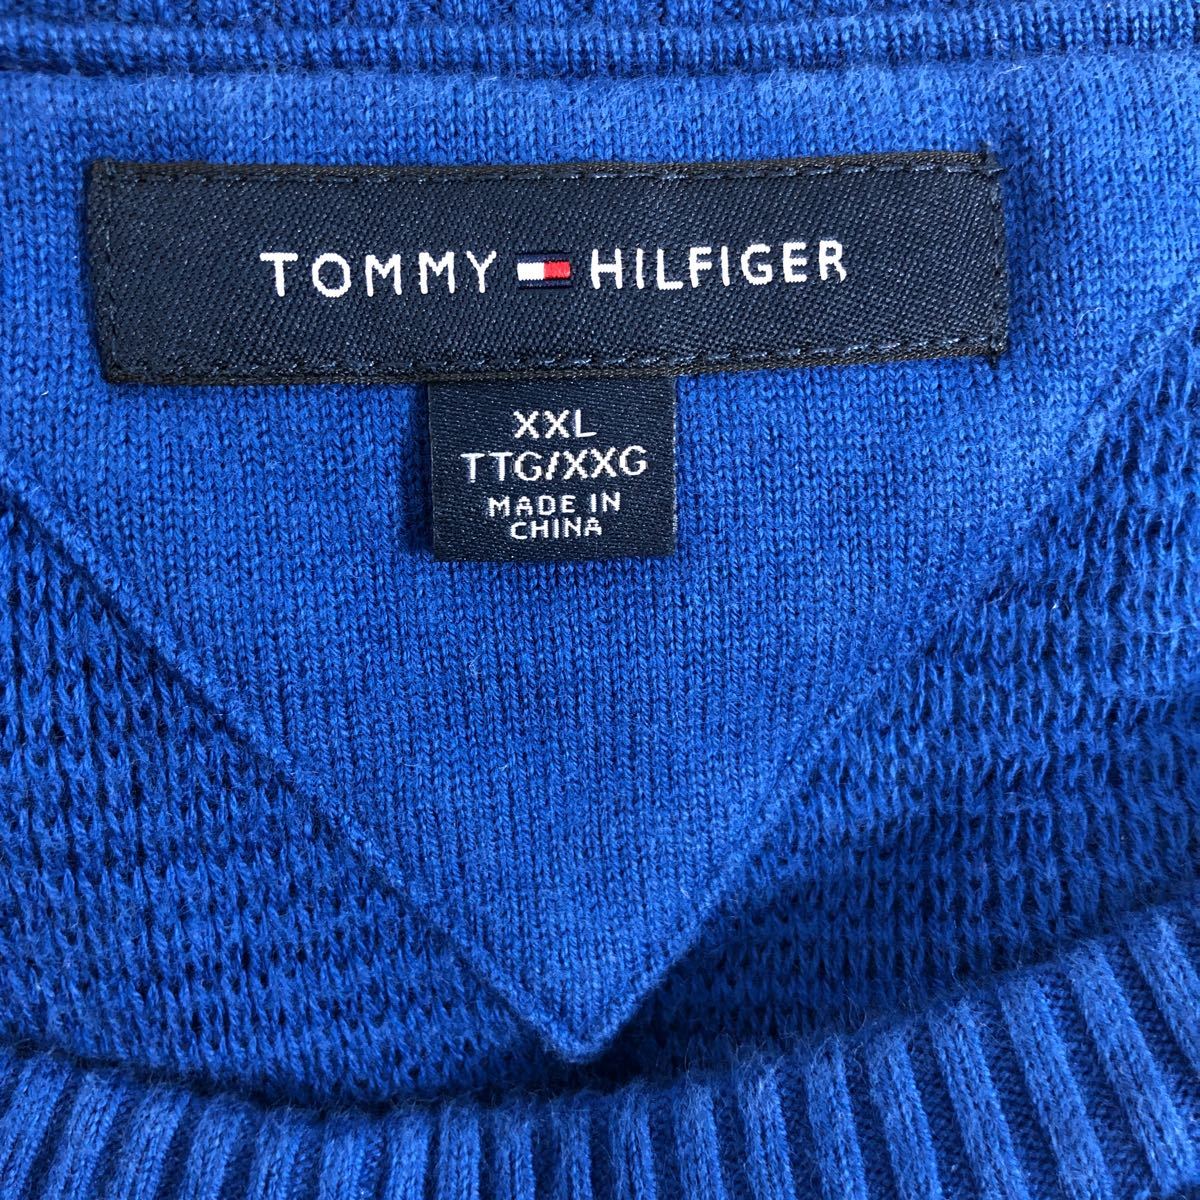 TOMMY HILFIGER
XXL
TTG/XXG
MADE IN
CHINA